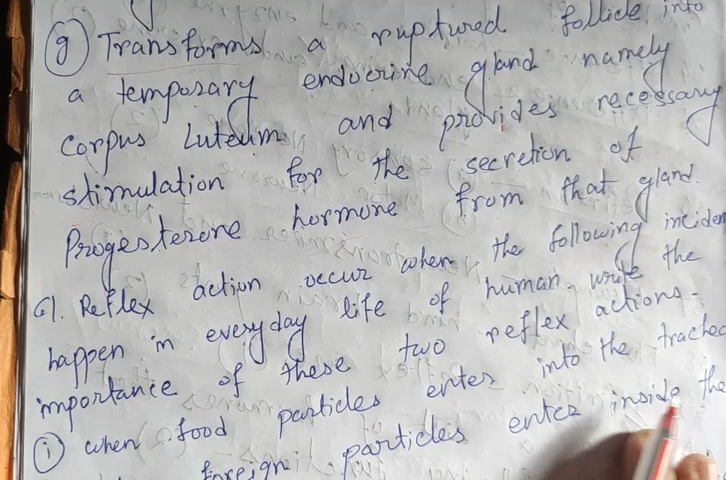 (g) Transforms a ruptured follicle into
a temposary endocrine gland namely
Corpus Luteum and provides necessary
stimulation for the secretion of
Progesterone hormone from that gland.
61. Reflex action occur when the following inciden
happen in everyday life of human. write the
importance of these two reflex actions.
(i) when food particles enter into the trachea
foreign particles enter inside the